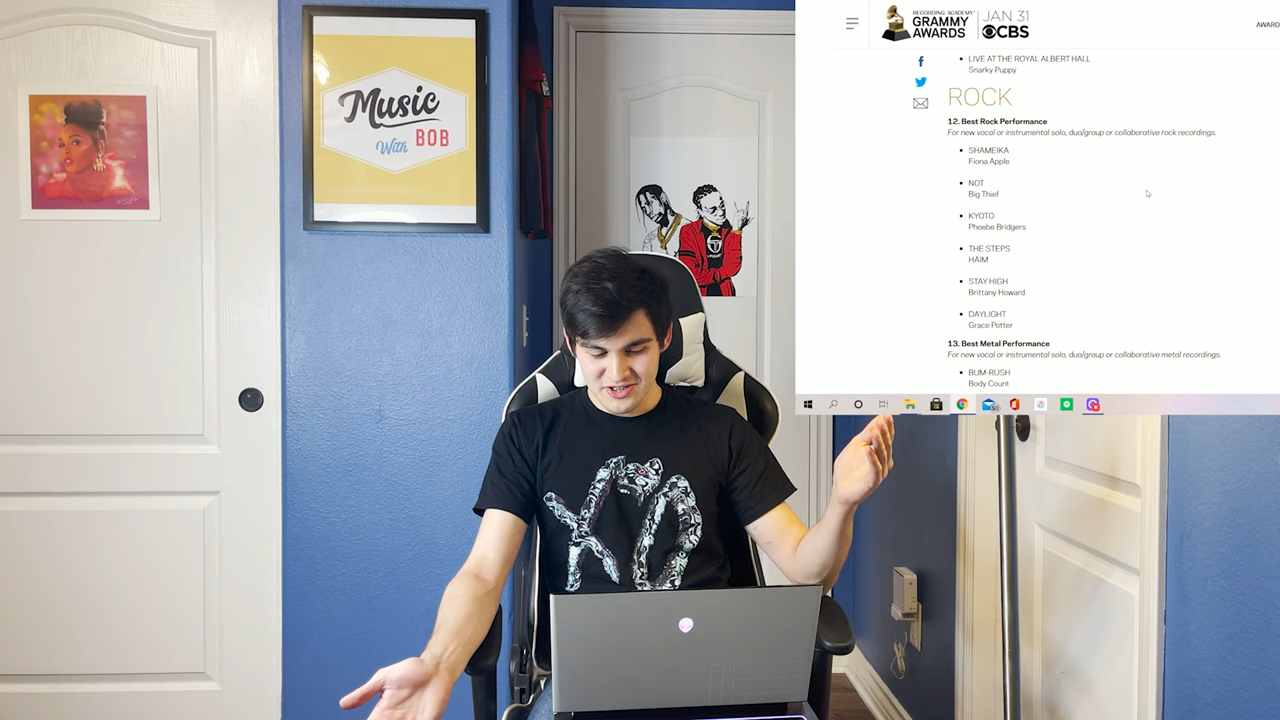 Music
With BOB
XO
RECORDING ACADEMY
GRAMMY
AWARDS
JAN 31
CBS
AWARD
LIVE AT THE ROYAL ALBERT HALL
Snarky Puppy
ROCK
12. Best Rock Performance
For new vocal or instrumental solo, duo/group or collaborative rock recordings.
SHAMEIKA
Fiona Apple
NOT
Big Thief
KYOTO
Phoebe Bridgers
THE STEPS
HAIM
STAY HIGH
Brittany Howard
DAYLIGHT
Grace Potter
13. Best Metal Performance
For new vocal or instrumental solo, duo/group or collaborative metal recordings.
BUM-RUSH
Body Count